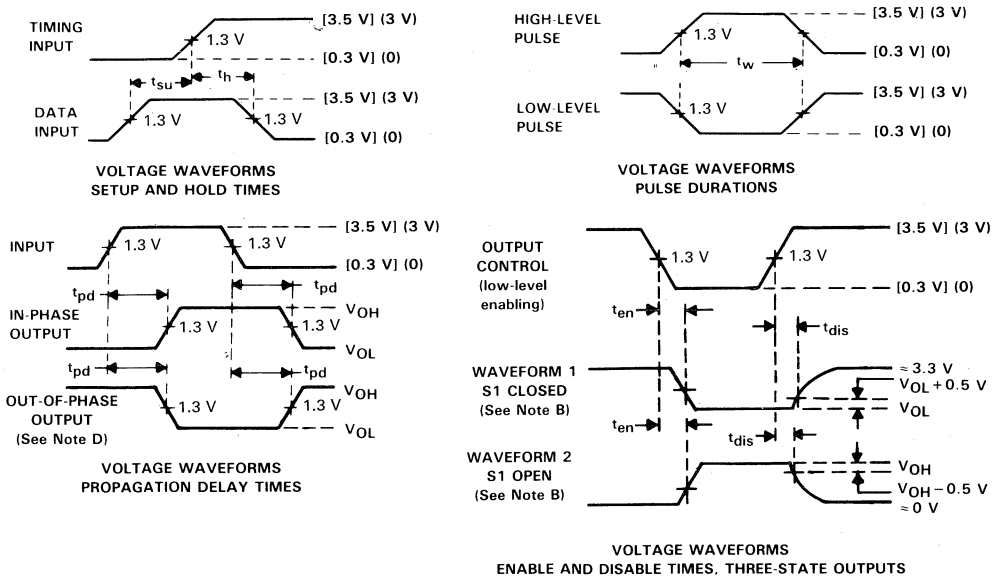 TIMING INPUT
[3.5 V] (3 V)
1.3 V
[0.3 V] (0)
tsu
th
DATA INPUT
[3.5 V] (3 V)
1.3 V
1.3 V
[0.3 V] (0)
VOLTAGE WAVEFORMS
SETUP AND HOLD TIMES
HIGH-LEVEL PULSE
[3.5 V] (3 V)
1.3 V
[0.3 V] (0)
tw
LOW-LEVEL PULSE
[3.5 V] (3 V)
1.3 V
[0.3 V] (0)
VOLTAGE WAVEFORMS
PULSE DURATIONS
INPUT
[3.5 V] (3 V)
1.3 V
1.3 V
[0.3 V] (0)
tpd
tpd
IN-PHASE OUTPUT
VOH
1.3 V
1.3 V
VOL
tpd
tpd
OUT-OF-PHASE OUTPUT
(See Note D)
VOH
1.3 V
1.3 V
VOL
VOLTAGE WAVEFORMS
PROPAGATION DELAY TIMES
OUTPUT CONTROL
(low-level enabling)
[3.5 V] (3 V)
1.3 V
1.3 V
[0.3 V] (0)
ten
tdis
WAVEFORM 1
S1 CLOSED
(See Note B)
≈3.3 V
VOL+0.5 V
VOL
ten
tdis
WAVEFORM 2
S1 OPEN
(See Note B)
VOH
VOH−0.5 V
≈0 V
VOLTAGE WAVEFORMS
ENABLE AND DISABLE TIMES, THREE-STATE OUTPUTS